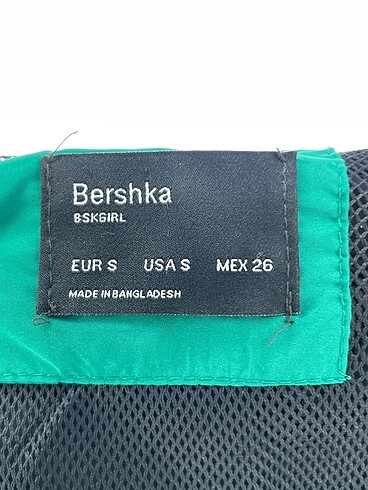 Bershka
BSKGIRL
EUR S USA S MEX 26
MADE IN BANGLADESH